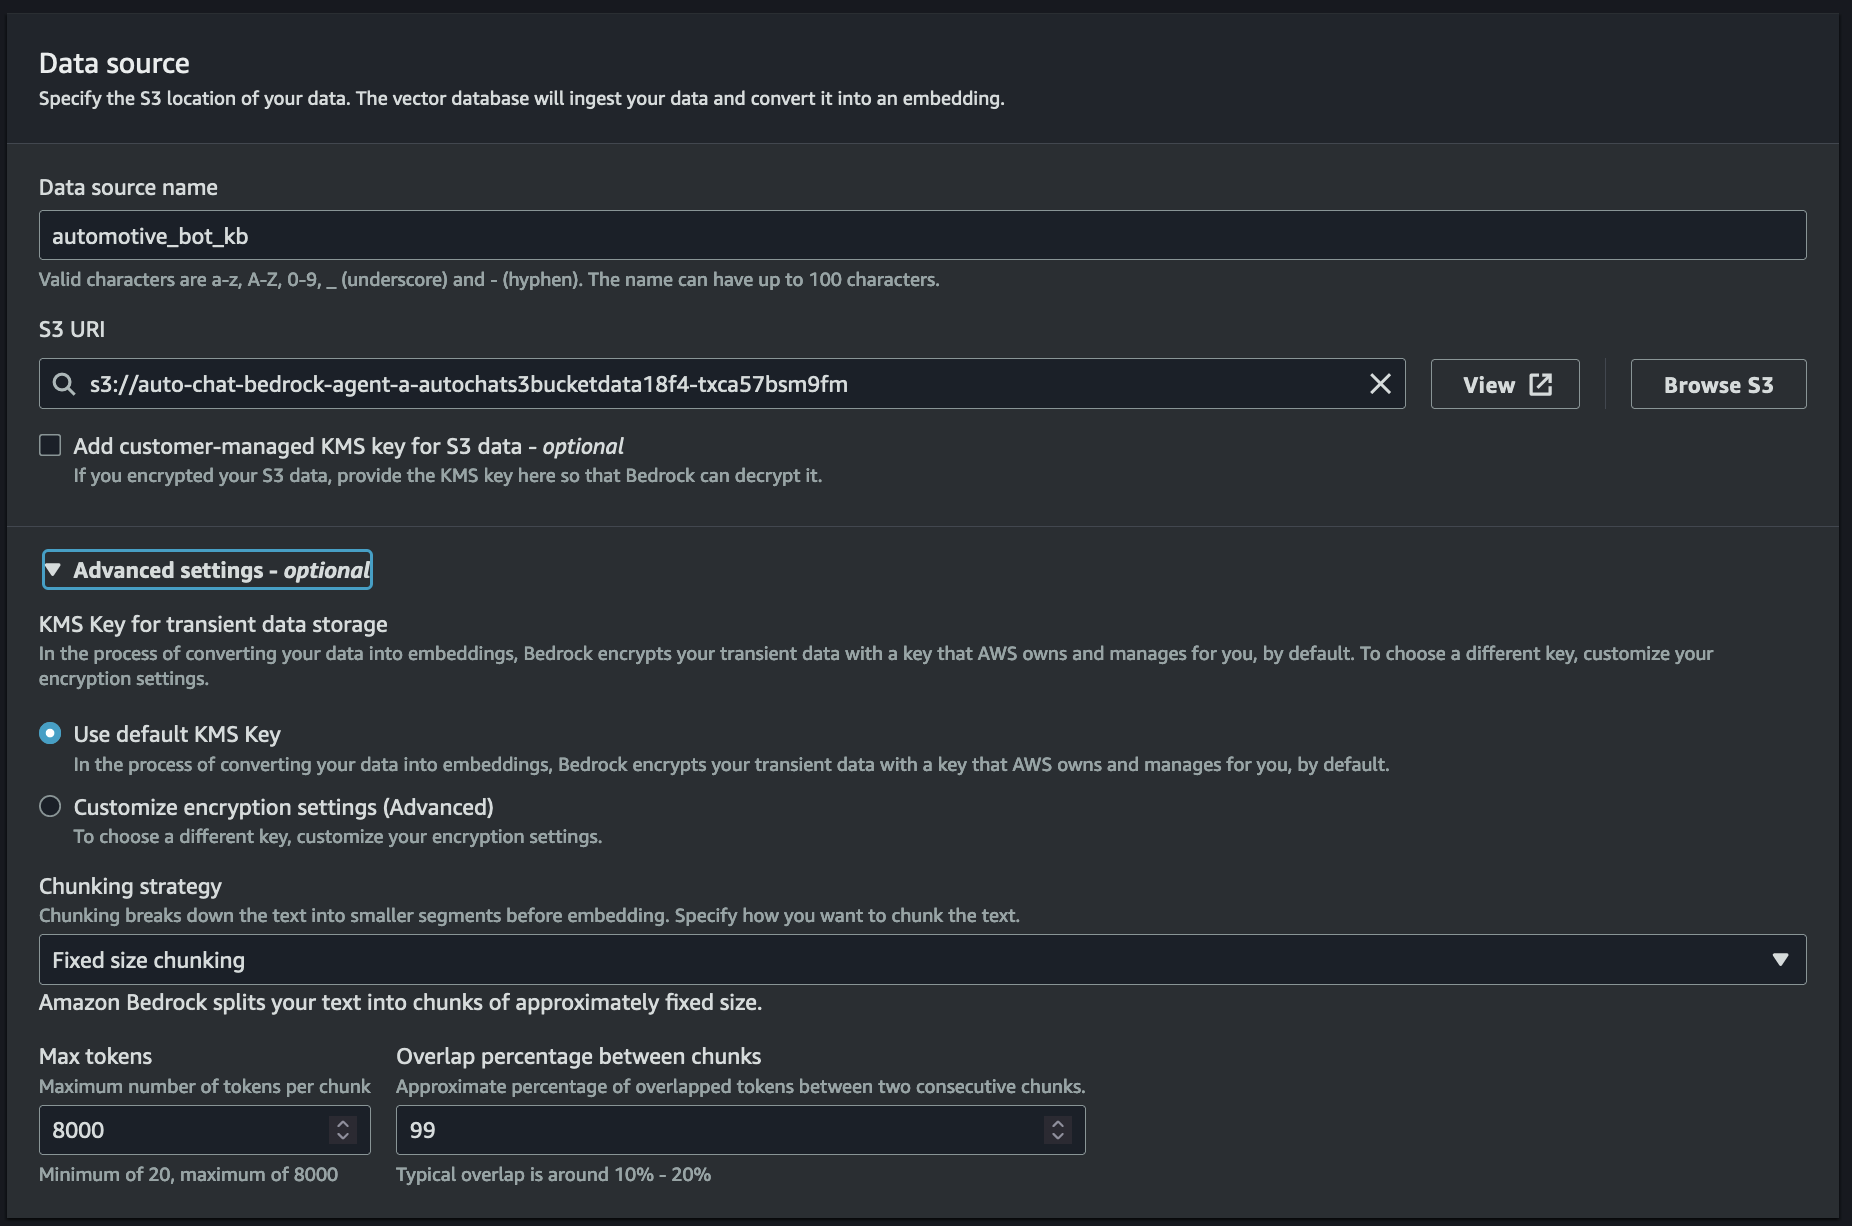 Data source
Specify the S3 location of your data. The vector database will ingest your data and convert it into an embedding.
Data source name
automotive_bot_kb
Valid characters are a-z, A-Z, 0-9, _ (underscore) and - (hyphen). The name can have up to 100 characters.
S3 URI
s3://auto-chat-bedrock-agent-a-autochats3bucketdata18f4-txca57bsm9fm
View
Browse S3
Add customer-managed KMS key for S3 data - optional
If you encrypted your S3 data, provide the KMS key here so that Bedrock can decrypt it.
Advanced settings - optional
KMS Key for transient data storage
In the process of converting your data into embeddings, Bedrock encrypts your transient data with a key that AWS owns and manages for you, by default. To choose a different key, customize your
encryption settings.
Use default KMS Key
In the process of converting your data into embeddings, Bedrock encrypts your transient data with a key that AWS owns and manages for you, by default.
Customize encryption settings (Advanced)
To choose a different key, customize your encryption settings.
Chunking strategy
Chunking breaks down the text into smaller segments before embedding. Specify how you want to chunk the text.
Fixed size chunking
Amazon Bedrock splits your text into chunks of approximately fixed size.
Max tokens
Maximum number of tokens per chunk
8000
Minimum of 20, maximum of 8000
Overlap percentage between chunks
Approximate percentage of overlapped tokens between two consecutive chunks.
99
Typical overlap is around 10% - 20%